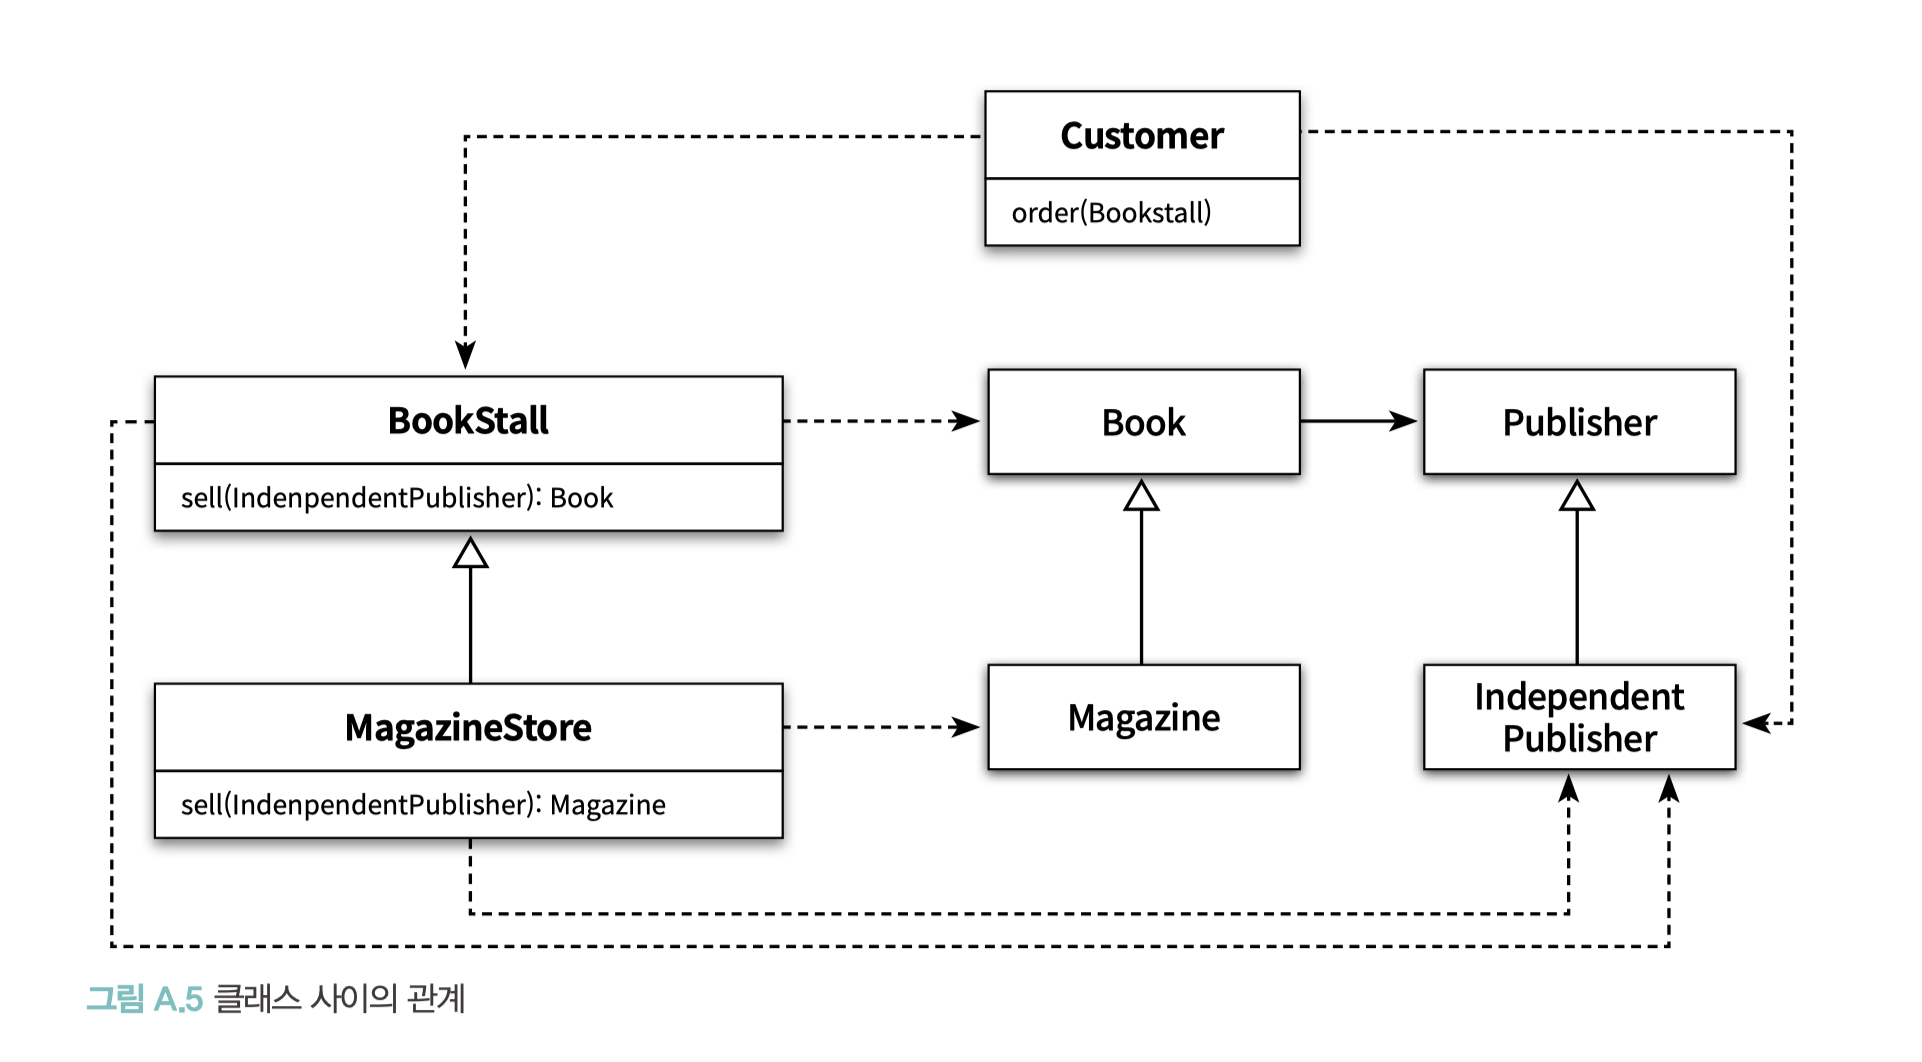 Customer
order(Bookstall)
BookStall
sell(IndenpendentPublisher): Book
Book
Publisher
MagazineStore
sell(IndenpendentPublisher): Magazine
Magazine
Independent
Publisher
그림 A.5 클래스 사이의 관계